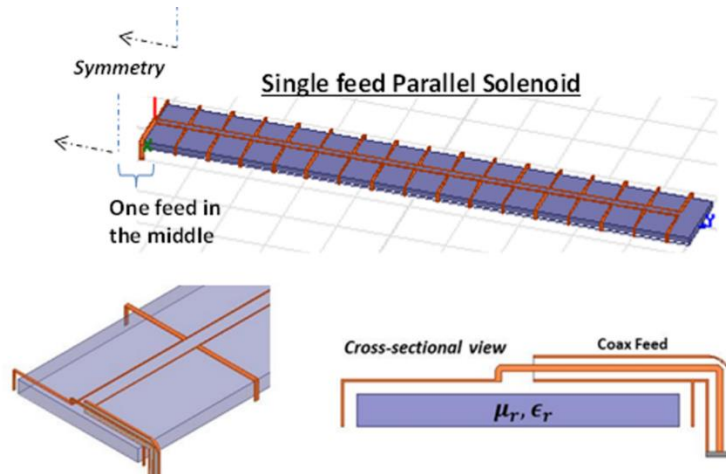 Symmetry
Single feed Parallel Solenoid
One feed in
the middle
Y
Cross-sectional view
Coax Feed
μr, ϵr